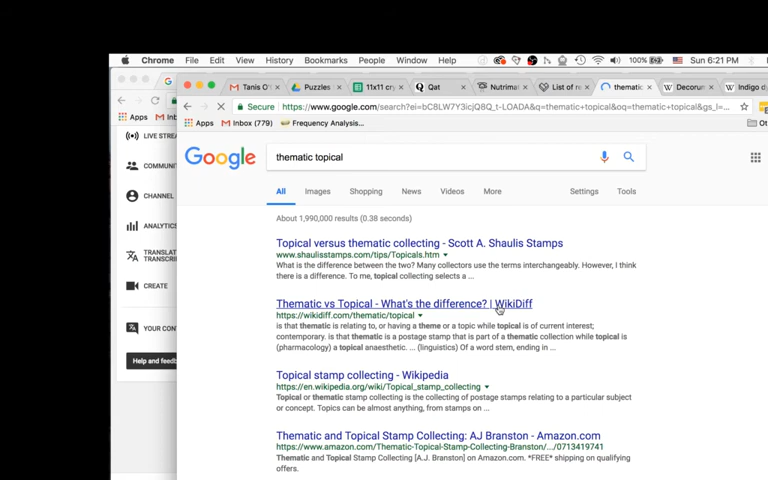 Chrome File Edit View History Bookmarks People Window Help 100% Sun 6:21 PM
Tanis O' Puzzles 11x11 cry Qat Nutrima List of re themati Decorum Indigo d
Secure https://www.google.com/search?ei=bC8LW7Y3icjQ8Q_t-LOADA&q=thematic+topical&oq=thematic+topical&gs_l=...
Apps Inbox (779) Frequency Analysis...
Apps Inb
Google thematic topical
All Images Shopping News Videos More Settings Tools
About 1,990,000 results (0.38 seconds)
Topical versus thematic collecting - Scott A. Shaulis Stamps
www.shaulisstamps.com/tips/Topicals.htm
What is the difference between the two? Many collectors use the terms interchangeably. However, I think
there is a difference. To me, topical collecting selects a ...
Thematic vs Topical - What's the difference? | WikiDiff
https://wikidiff.com/thematic/topical
is that thematic is relating to, or having a theme or a topic while topical is of current interest;
contemporary. is that thematic is a postage stamp that is part of a thematic collection while topical is
(pharmacology) a topical anaesthetic. ... (linguistics) Of a word stem, ending in ...
Topical stamp collecting - Wikipedia
https://en.wikipedia.org/wiki/Topical_stamp_collecting
Topical or thematic stamp collecting is the collecting of postage stamps relating to a particular subject
or concept. Topics can be almost anything, from stamps on ...
Thematic and Topical Stamp Collecting: AJ Branston - Amazon.com
https://www.amazon.com/Thematic-Topical-Stamp-Collecting-Branston/.../0713419741
Thematic and Topical Stamp Collecting [A.J. Branston] on Amazon.com. *FREE* shipping on qualifying
offers.
LIVE STREA
COMMUNI
CHANNEL
ANALYTICS
TRANSLAT
TRANSCRIP
CREATE
YOUR CON
Help and feedb